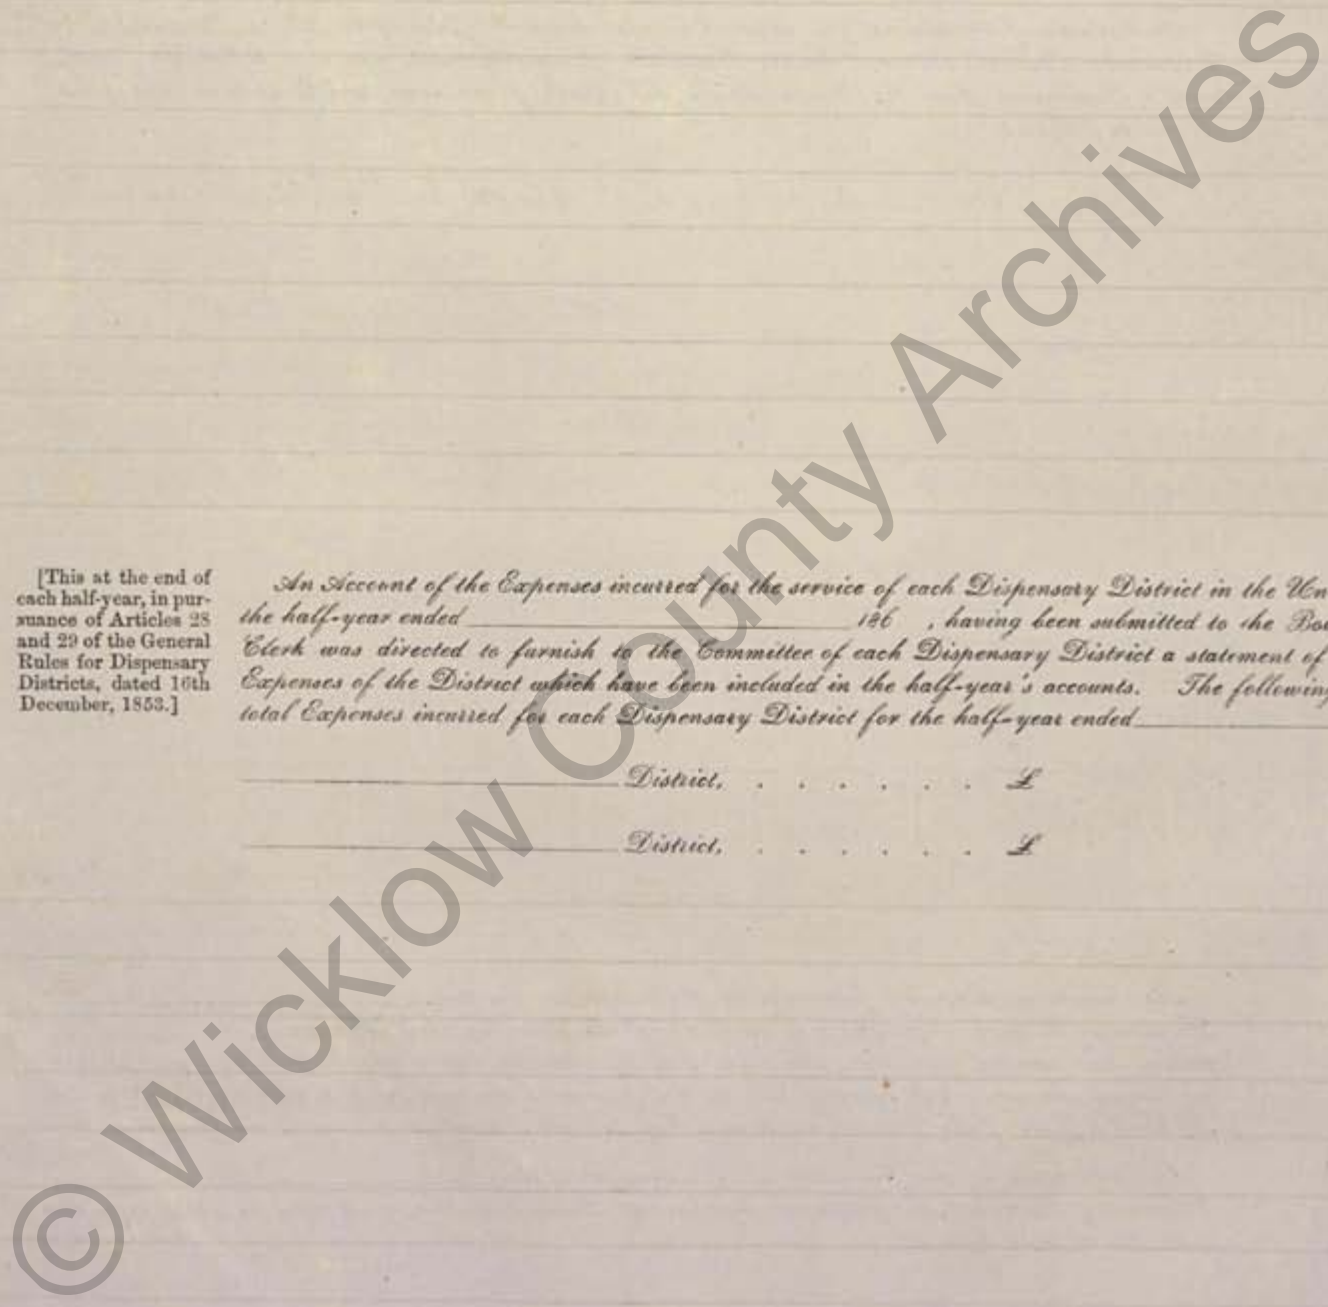 [This at the end of
each half-year, in pur-
suance of Articles 28
and 29 of the General
Rules for Dispensary
Districts, dated 16th
December, 1853.]
An Account of the Expenses incurred for the service of each Dispensary District in the Un
the half-year ended 186 , having been submitted to the Bo
Clerk was directed to furnish to the Committee of each Dispensary District a statement of
Expenses of the District which have been included in the half-year's accounts. The following
total Expenses incurred for each Dispensary District for the half-year ended
District, . . . . . . £
District, . . . . . . £
© Wicklow County Archives